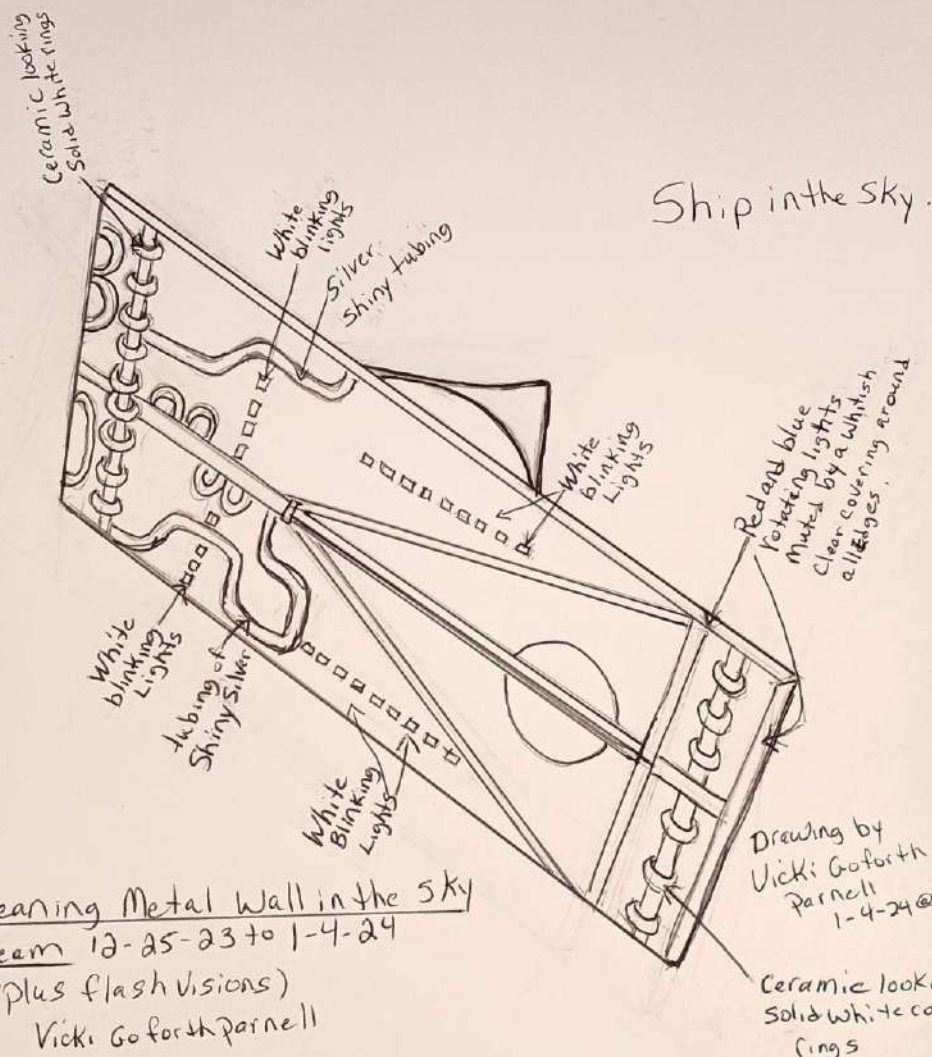 Ceramic looking
Solid White rings
Ship in the sky.
White
blinking
lights
Silver
Shiny tubing
White
blinking
Lights
Red and blue
rotating lights
Muted by a whitish
Clear covering around
all edges.
White
blinking
Lights
tubing of
Shiny Silver
White
Blinking
Lights
Drawing by
Vicki Goforth
Parnell
1-4-24 @
eaning Metal Wall in the Sky
eam 12-25-23 to 1-4-24
plus flash visions)
Vicki Goforth Parnell
Ceramic look
Solid white co
rings